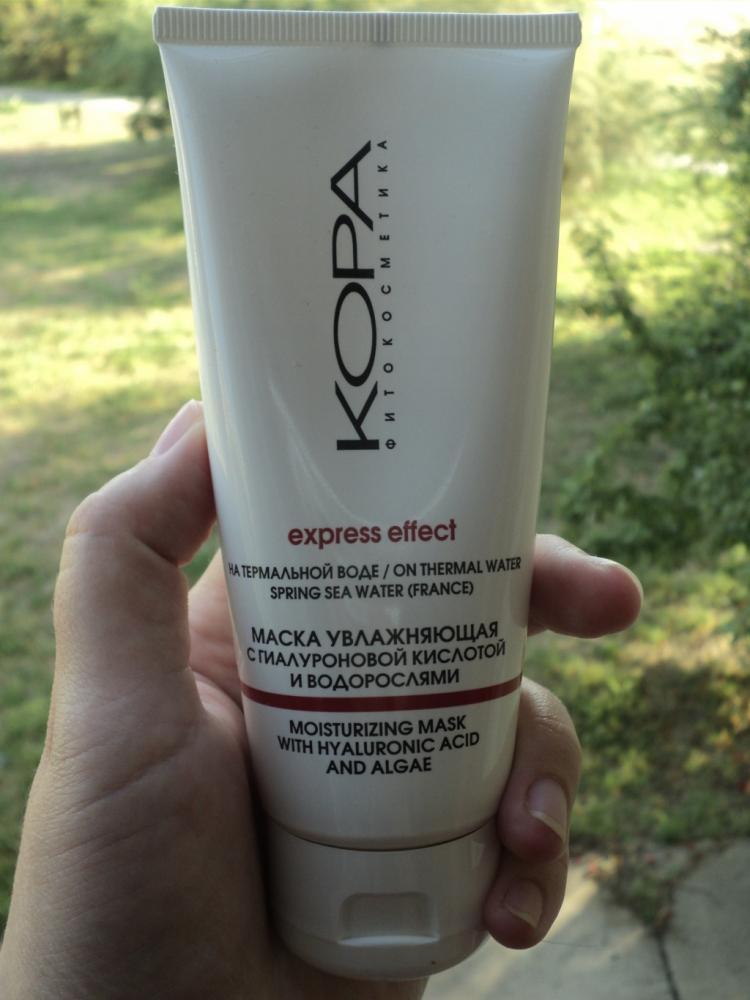 КОРА
ФИТОКОСМЕТИКА
express effect
НА ТЕРМАЛЬНОЙ ВОДЕ / ON THERMAL WATER
SPRING SEA WATER (FRANCE)
МАСКА УВЛАЖНЯЮЩАЯ
С ГИАЛУРОНОВОЙ КИСЛОТОЙ
И ВОДОРОСЛЯМИ
MOISTURIZING MASK
WITH HYALURONIC ACID
AND ALGAE